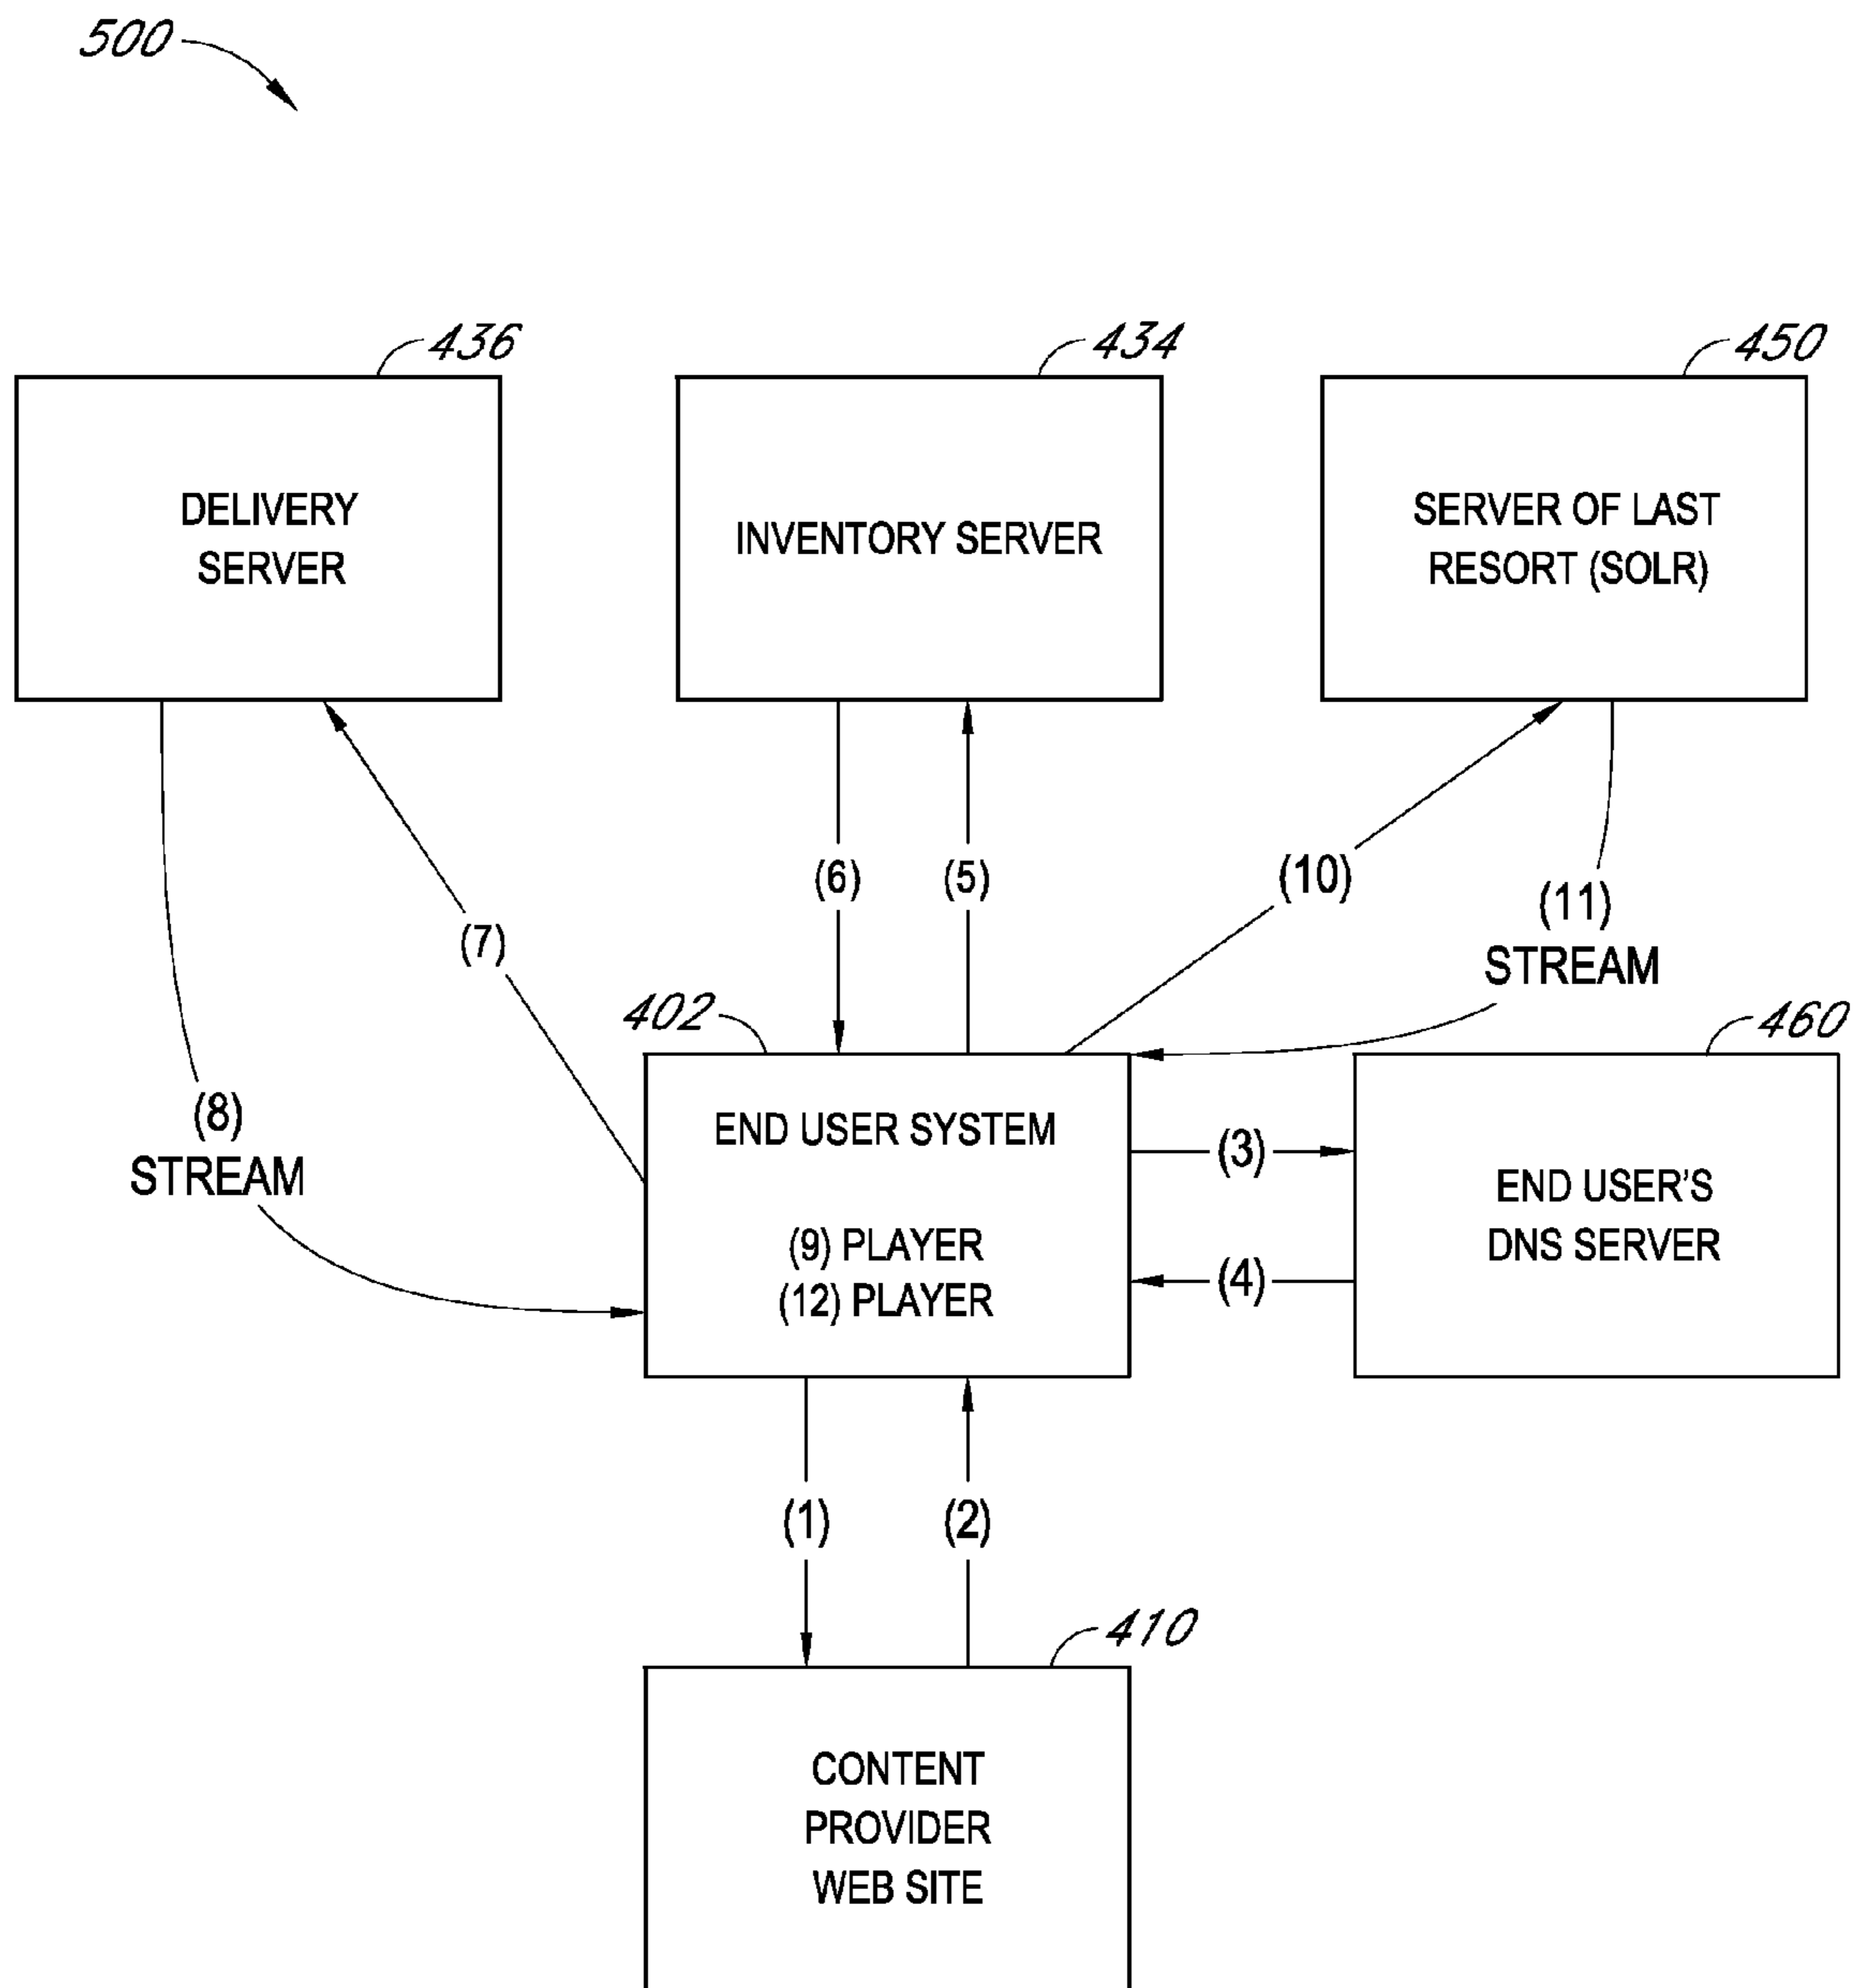 500
436
434
450
DELIVERY
SERVER
INVENTORY SERVER
SERVER OF LAST
RESORT (SOLR)
(6)
(5)
(10)
(11)
STREAM
(7)
402
460
(8)
STREAM
END USER SYSTEM
(9) PLAYER
(12) PLAYER
(3)
(4)
END USER'S
DNS SERVER
(1)
(2)
410
CONTENT
PROVIDER
WEB SITE